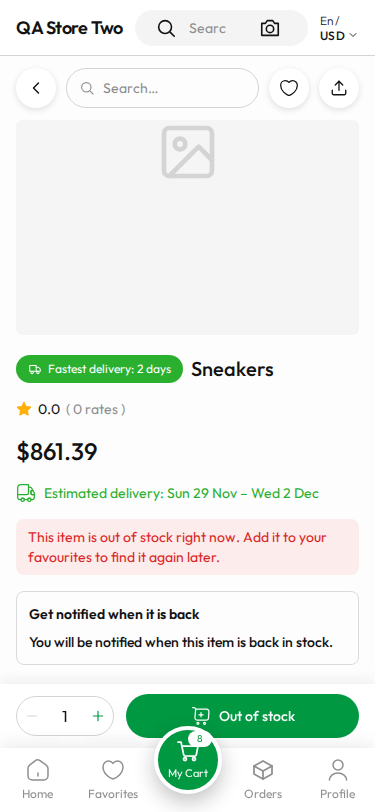 QA Store Two
Searc
En /
USD
Search...
Fastest delivery: 2 days
Sneakers
0.0 ( 0 rates )
$861.39
Estimated delivery: Sun 29 Nov – Wed 2 Dec
This item is out of stock right now. Add it to your
favourites to find it again later.
Get notified when it is back
You will be notified when this item is back in stock.
1
Out of stock
8
My Cart
Home
Favorites
Orders
Profile